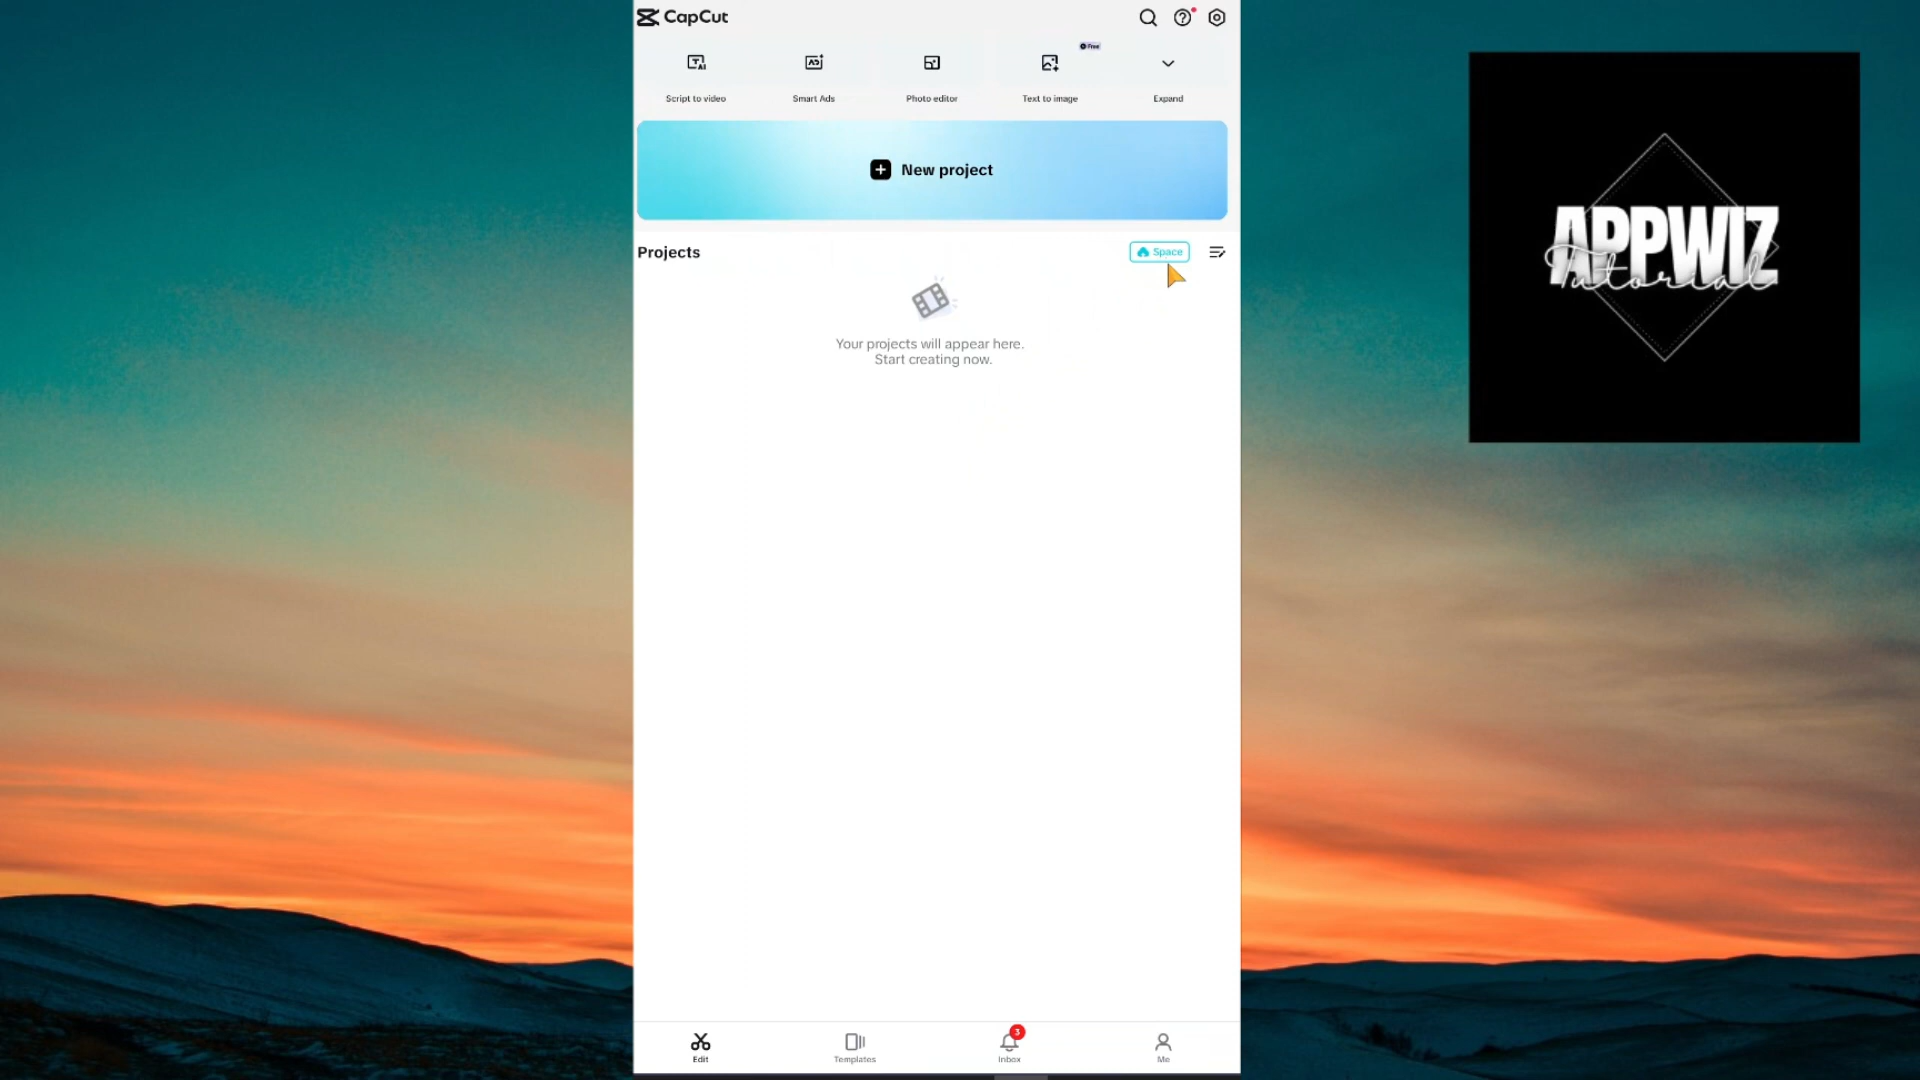 CapCut
Free
Script to video
Smart Ads
Photo editor
Text to image
Expand
New project
Projects
Space
Your projects will appear here.
Start creating now.
APPWIZ
Tutorial
3
Edit
Templates
Inbox
Me